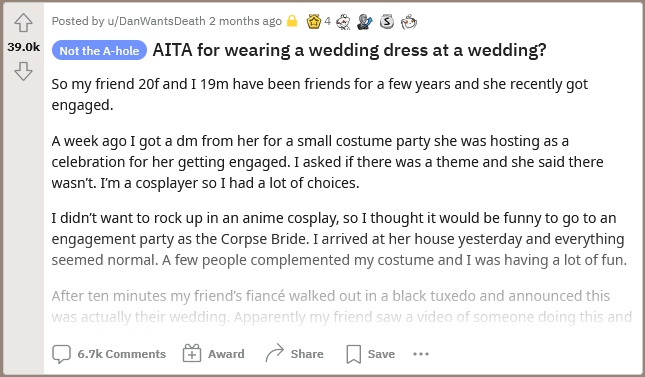 Posted by u/DanWantsDeath 2 months ago 4 S
39.0k
Not the A-hole AITA for wearing a wedding dress at a wedding?
So my friend 20f and I 19m have been friends for a few years and she recently got
engaged.
A week ago I got a dm from her for a small costume party she was hosting as a
celebration for her getting engaged. I asked if there was a theme and she said there
wasn’t. I’m a cosplayer so I had a lot of choices.
I didn’t want to rock up in an anime cosplay, so I thought it would be funny to go to an
engagement party as the Corpse Bride. I arrived at her house yesterday and everything
seemed normal. A few people complemented my costume and I was having a lot of fun.
After ten minutes my friend’s fiancé walked out in a black tuxedo and announced this
was actually their wedding. Apparently my friend saw a video of someone doing this and
6.7k Comments Award Share Save